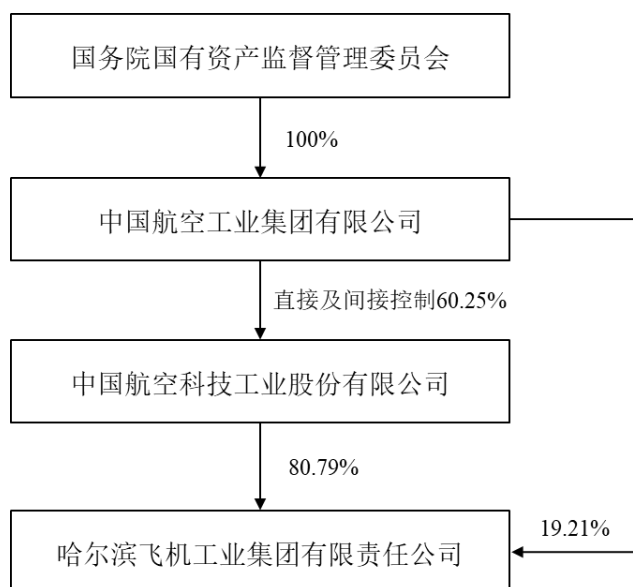 国务院国有资产监督管理委员会
100%
中国航空工业集团有限公司
直接及间接控制60.25%
中国航空科技工业股份有限公司
80.79%
19.21%
哈尔滨飞机工业集团有限责任公司